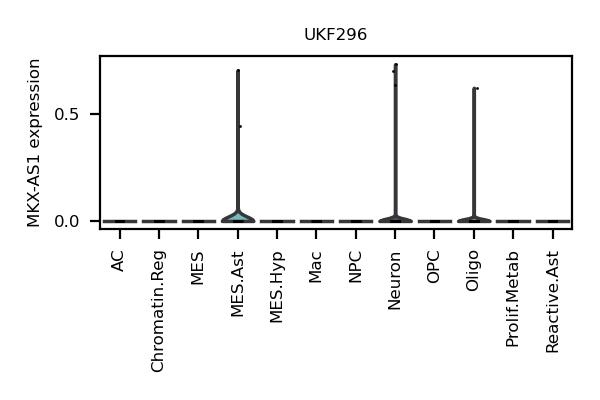 UKF296
MKX-AS1 expression
0.5
0.0
AC
Chromatin.Reg
MES
MES.Ast
MES.Hyp
Mac
NPC
Neuron
OPC
Oligo
Prolif.Metab
Reactive.Ast